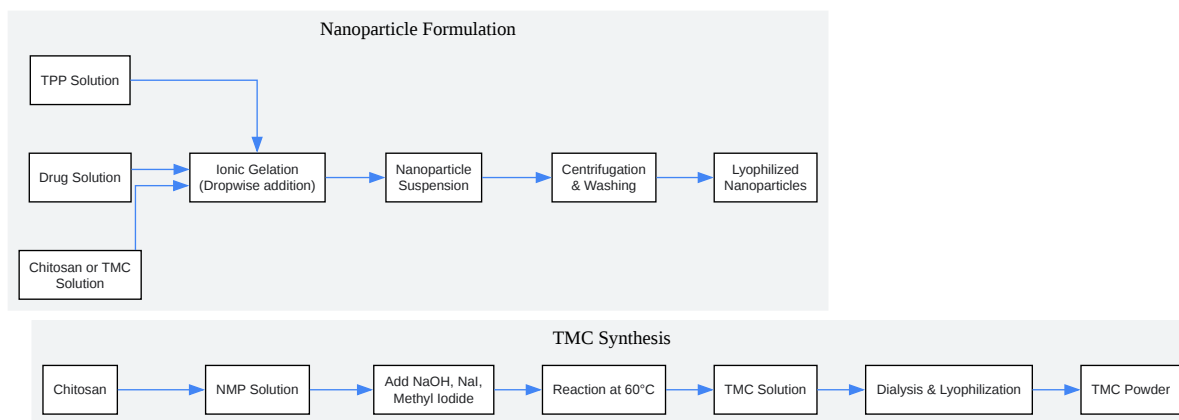 Nanoparticle Formulation
TPP Solution
Drug Solution
Ionic Gelation
(Dropwise addition)
Nanoparticle
Suspension
Centrifugation
& Washing
Lyophilized
Nanoparticles
Chitosan or TMC
Solution
TMC Synthesis
Chitosan
NMP Solution
Add NaOH, NaI,
Methyl Iodide
Reaction at 60°C
TMC Solution
Dialysis & Lyophilization
TMC Powder